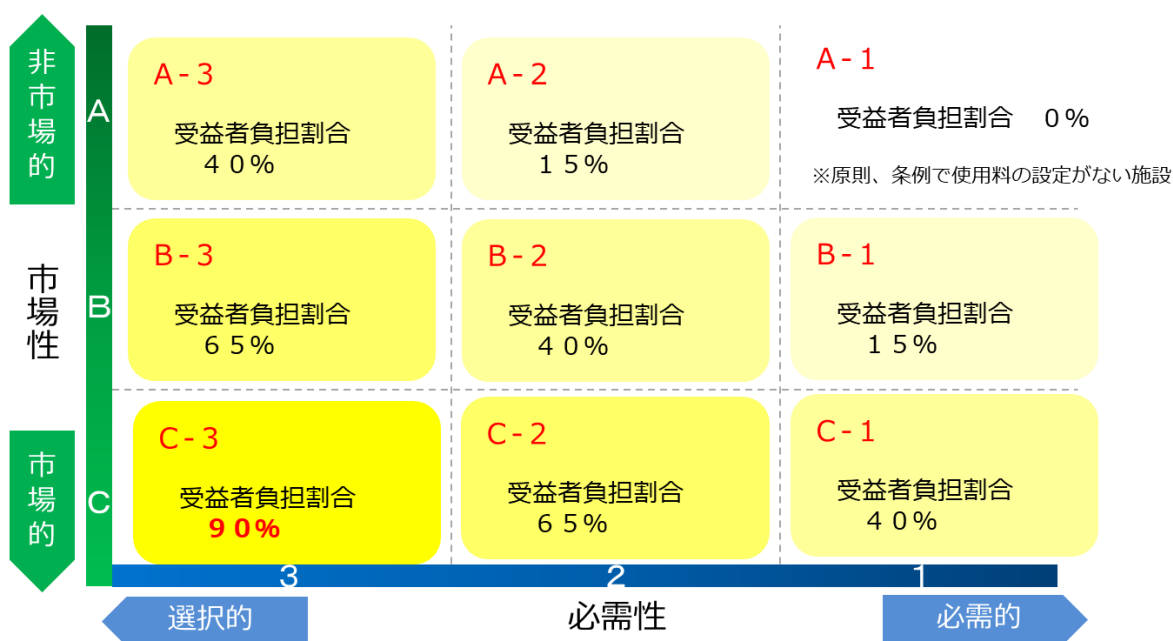 非市場的
A
A-3
受益者負担割合
40%
A-2
受益者負担割合
15%
A-1
受益者負担割合 0%
※原則、条例で使用料の設定がない施設
市場性
B
B-3
受益者負担割合
65%
B-2
受益者負担割合
40%
B-1
受益者負担割合
15%
市場的
C
C-3
受益者負担割合
90%
C-2
受益者負担割合
65%
C-1
受益者負担割合
40%
3
2
1
選択的
必需性
必需的